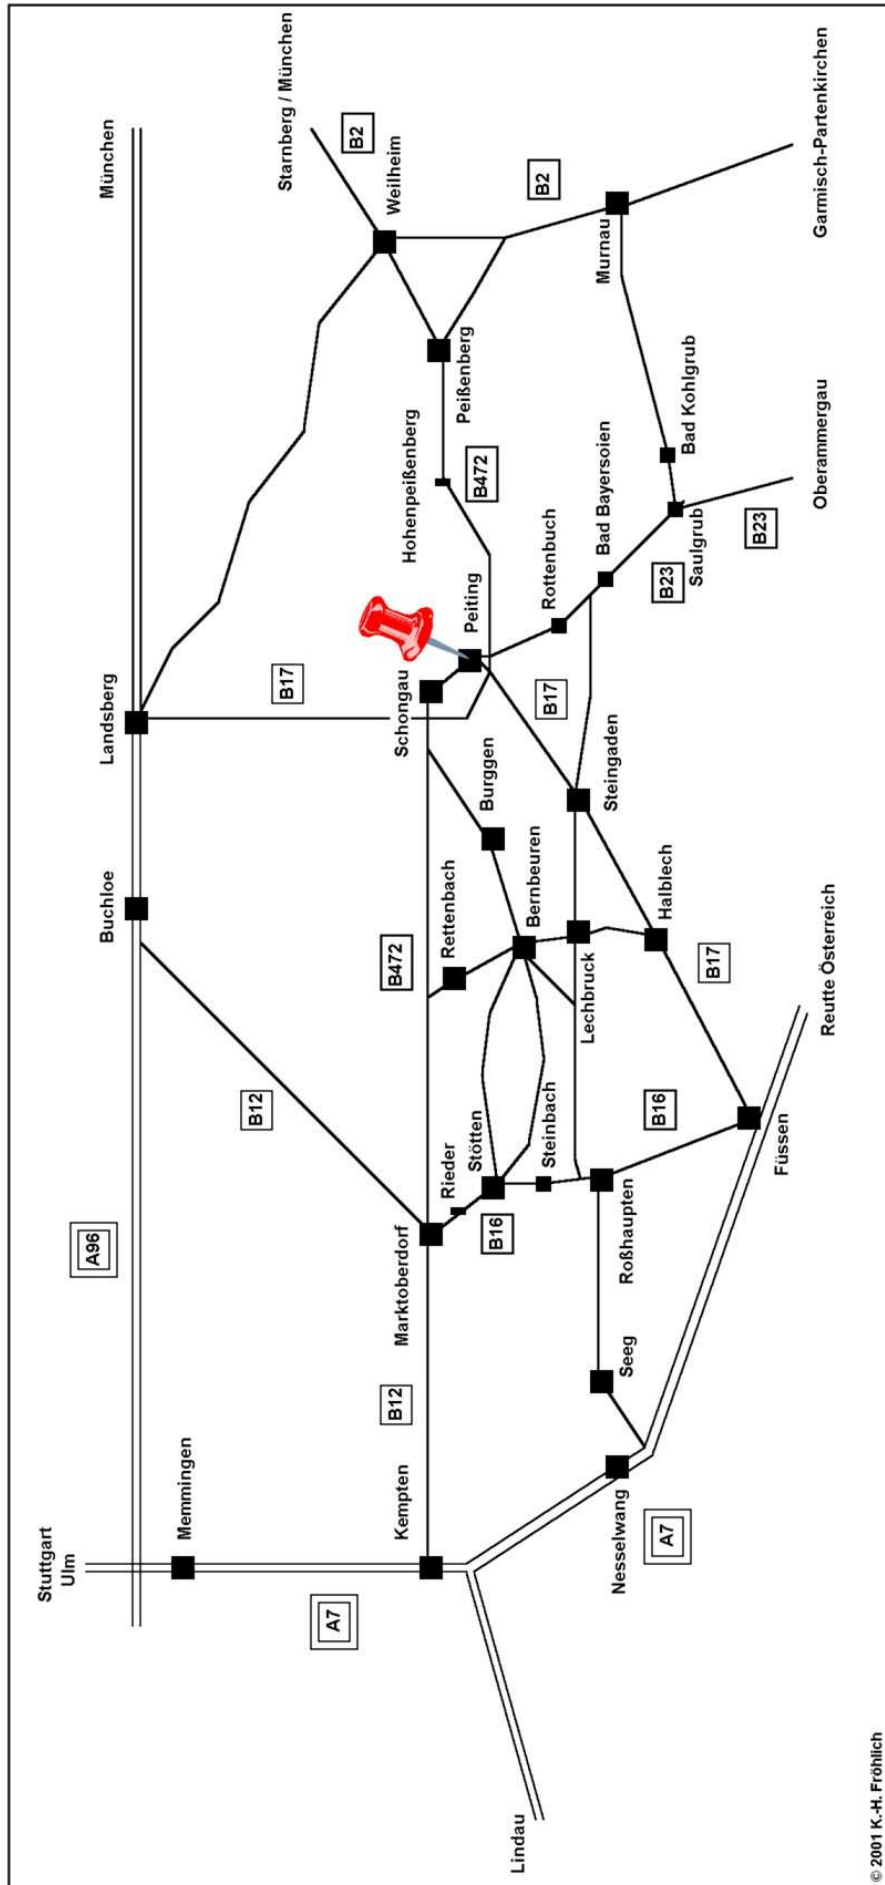 Stuttgart
Ulm
Memmingen
A7
Kempten
Lindau
Nesselwang
A7
A96
B12
B12
Marktoberdorf
Rieder
B16
Stötten
Steinbach
Seeg
Roßhaupten
B16
Füssen
Reutte Österreich
Buchloe
B472
Rettenbach
Bernbeuren
Lechbruck
Halblech
B17
Landsberg
B17
Schongau
Burggen
Steingaden
B17
Peiting
Rottenbuch
Bad Bayersoien
B23
Saulgrub
B23
Oberammergau
Hohenpeißenberg
B472
Peißenberg
Bad Kohlgrub
Murnau
München
Starnberg / München
B2
Weilheim
B2
Garmisch-Partenkirchen
© 2001 K.-H. Fröhlich